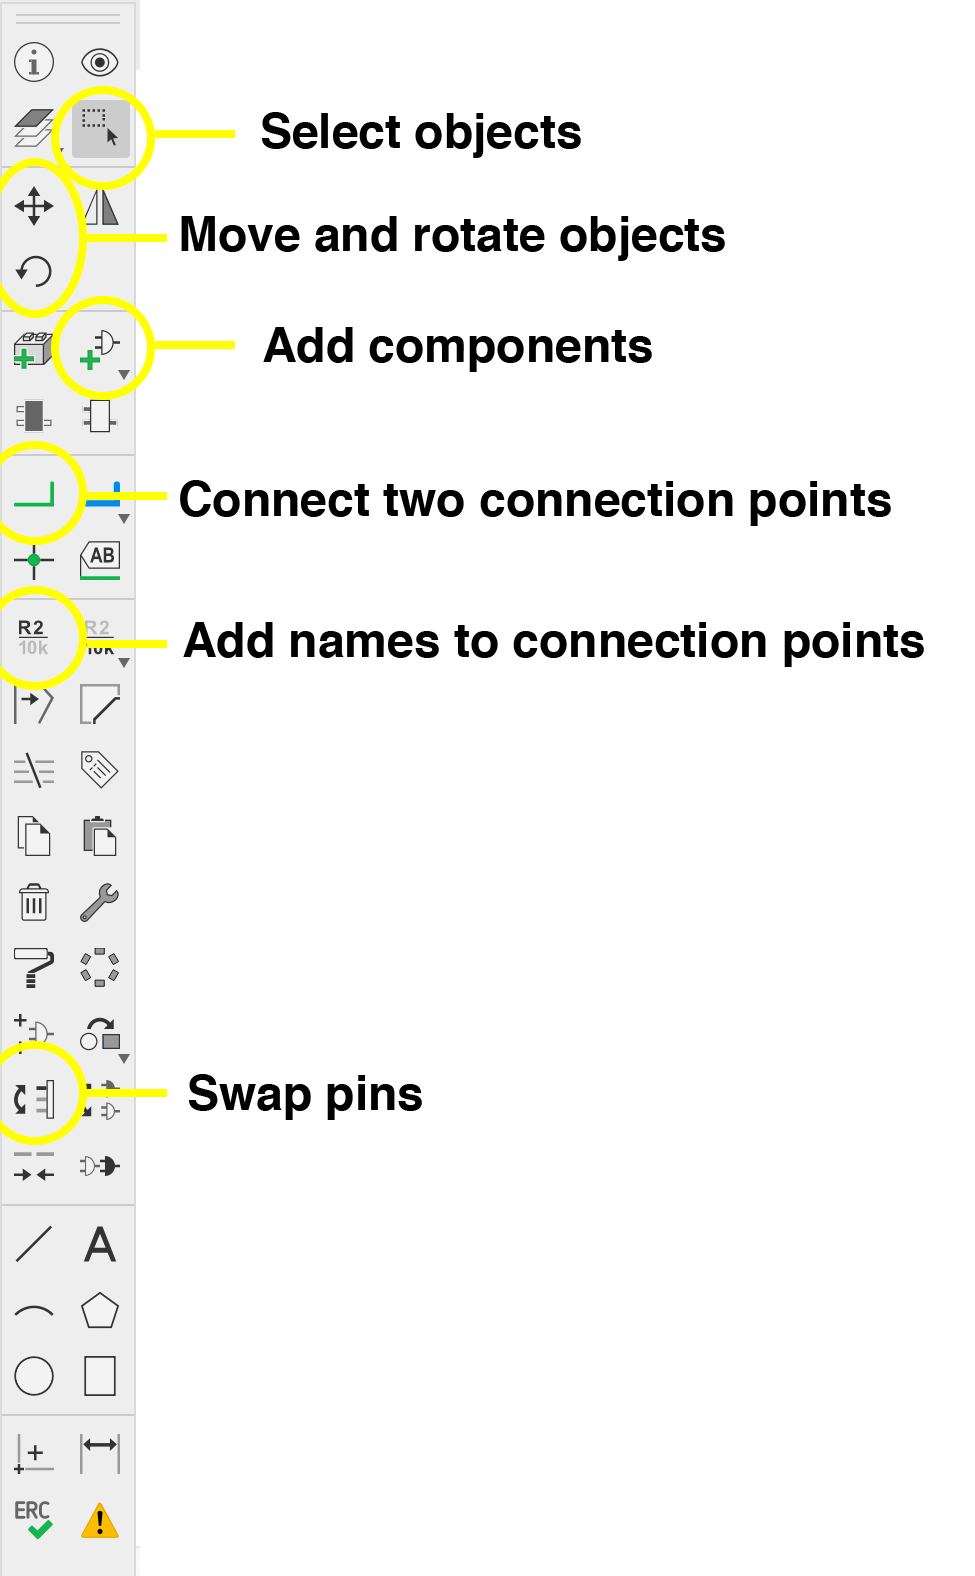 Select objects
Move and rotate objects
Add components
Connect two connection points
AB
Add names to connection points
R2
10k
R2
10k
Swap pins
A
ERC